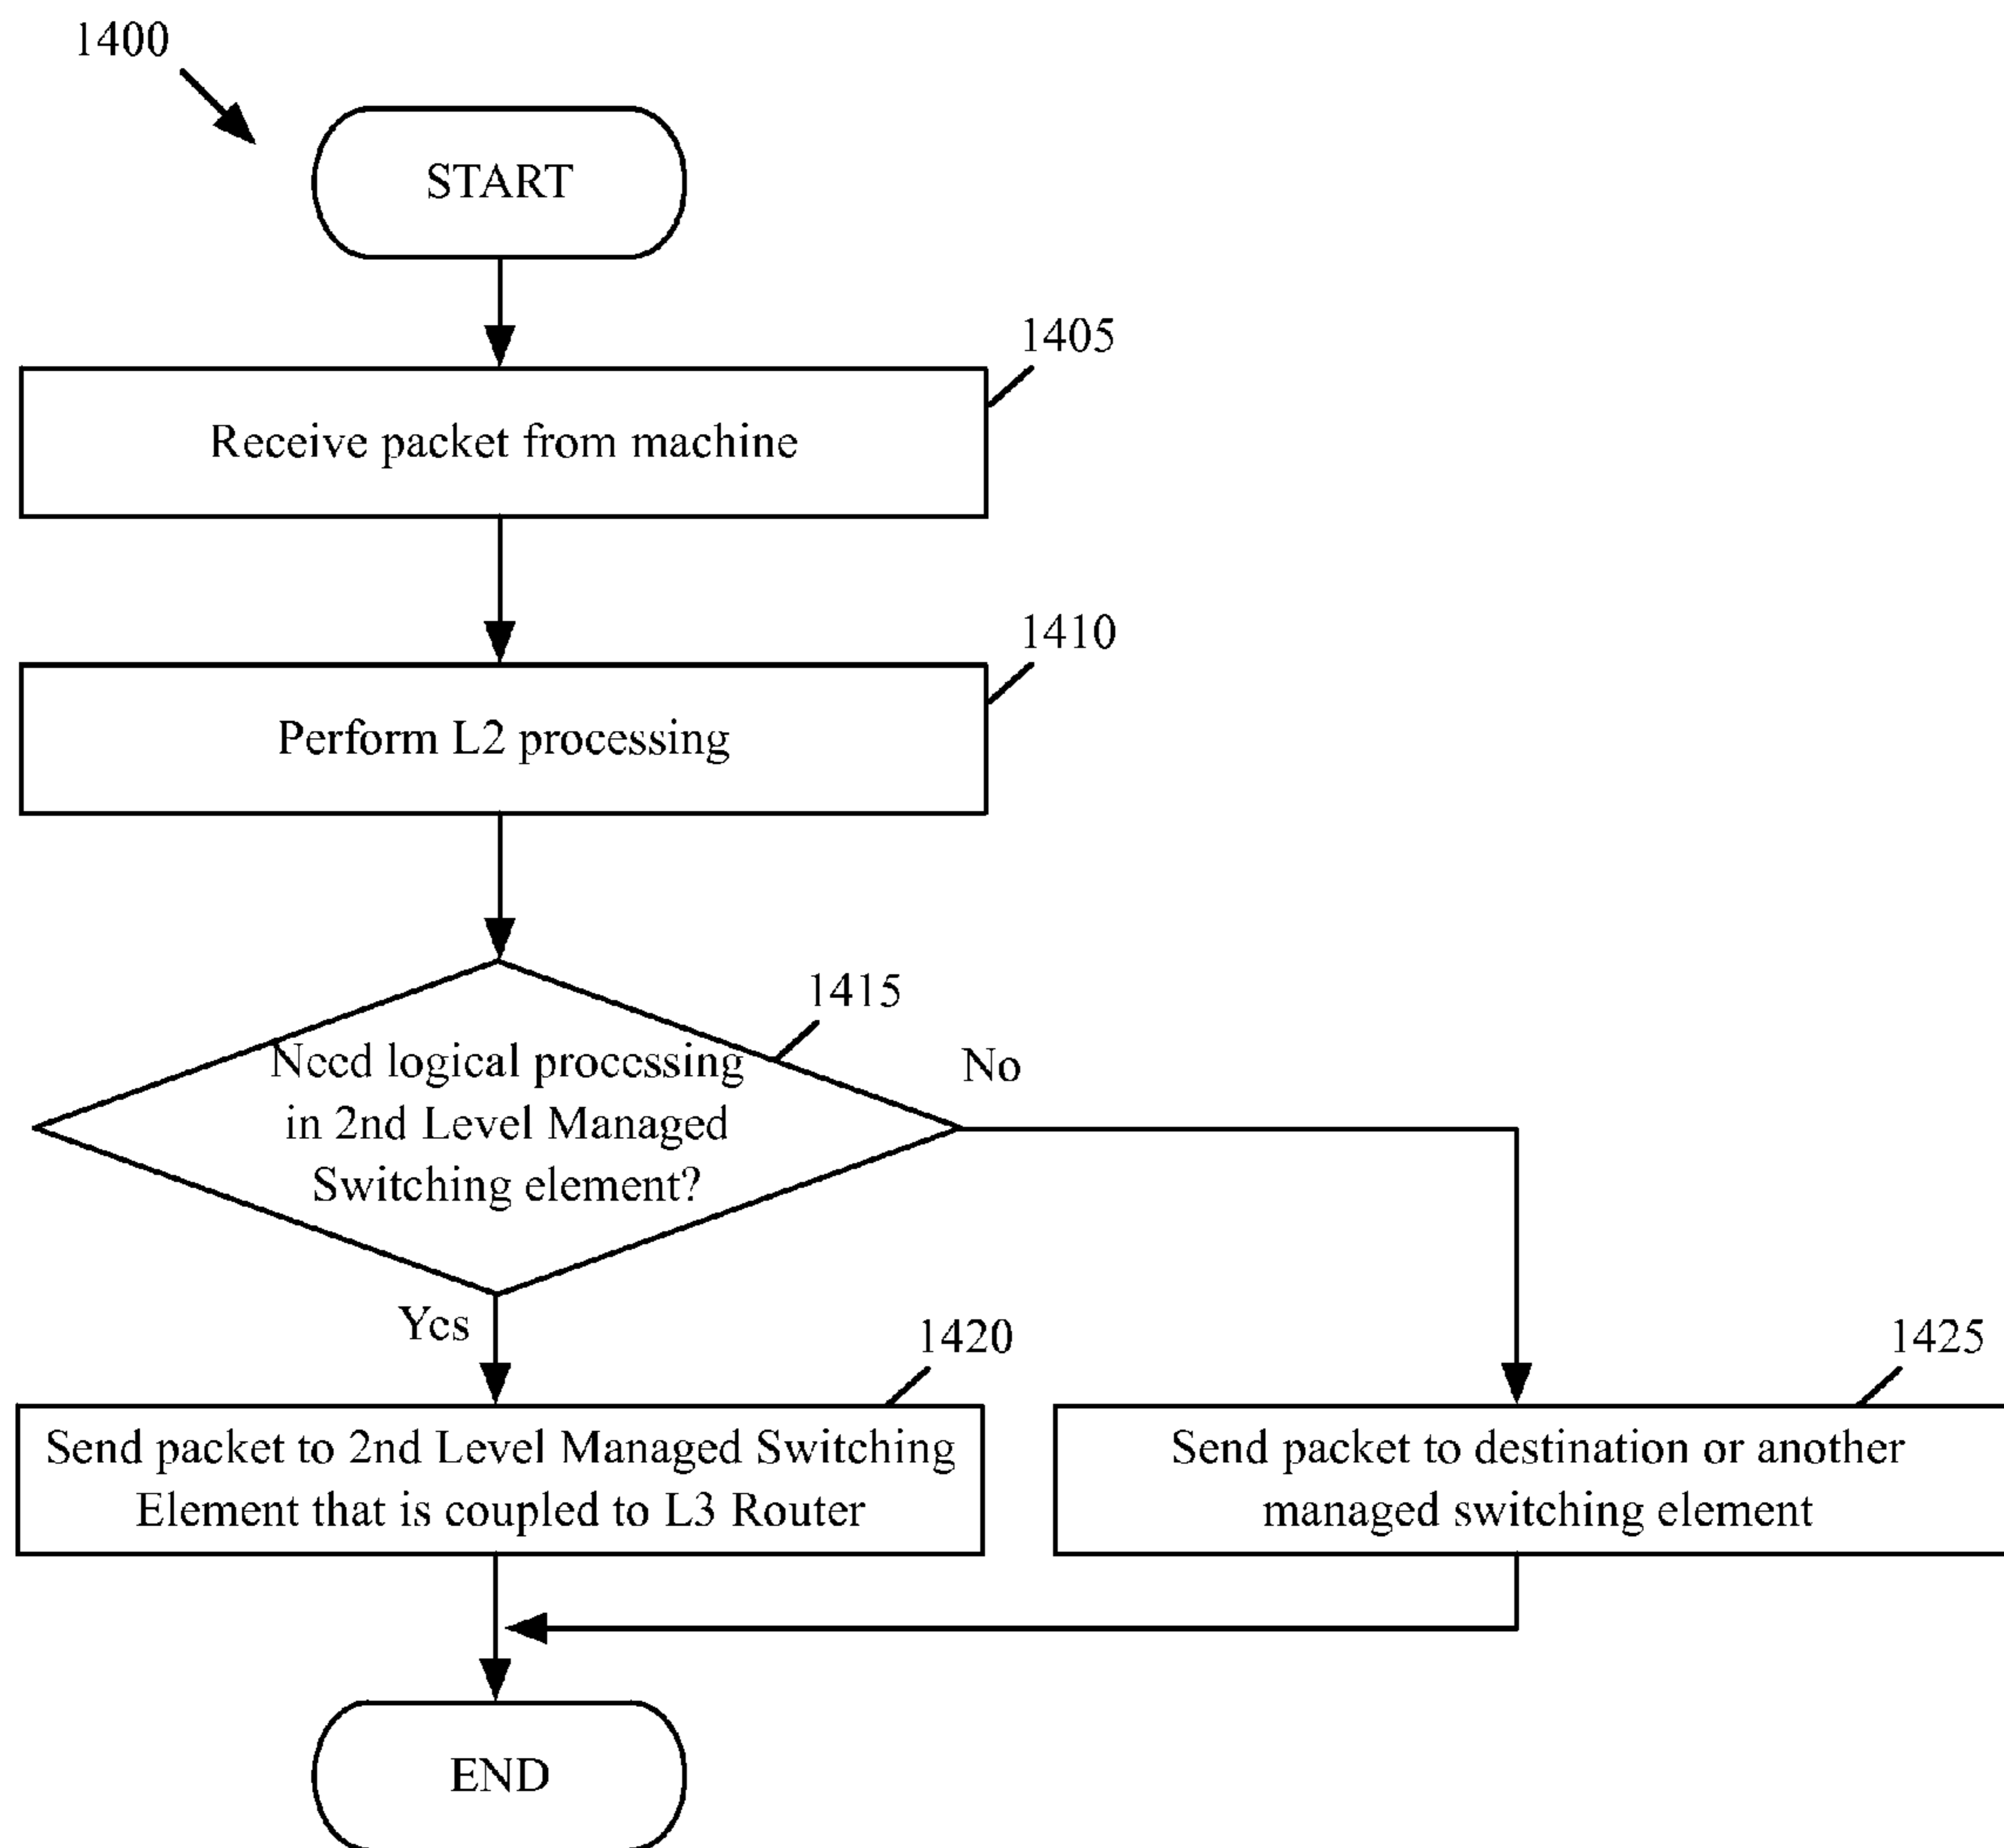 1400
START
1405
Receive packet from machine
1410
Perform L2 processing
1415
Need logical processing
in 2nd Level Managed
Switching element?
No
Yes
1420
Send packet to 2nd Level Managed Switching
Element that is coupled to L3 Router
1425
Send packet to destination or another
managed switching element
END